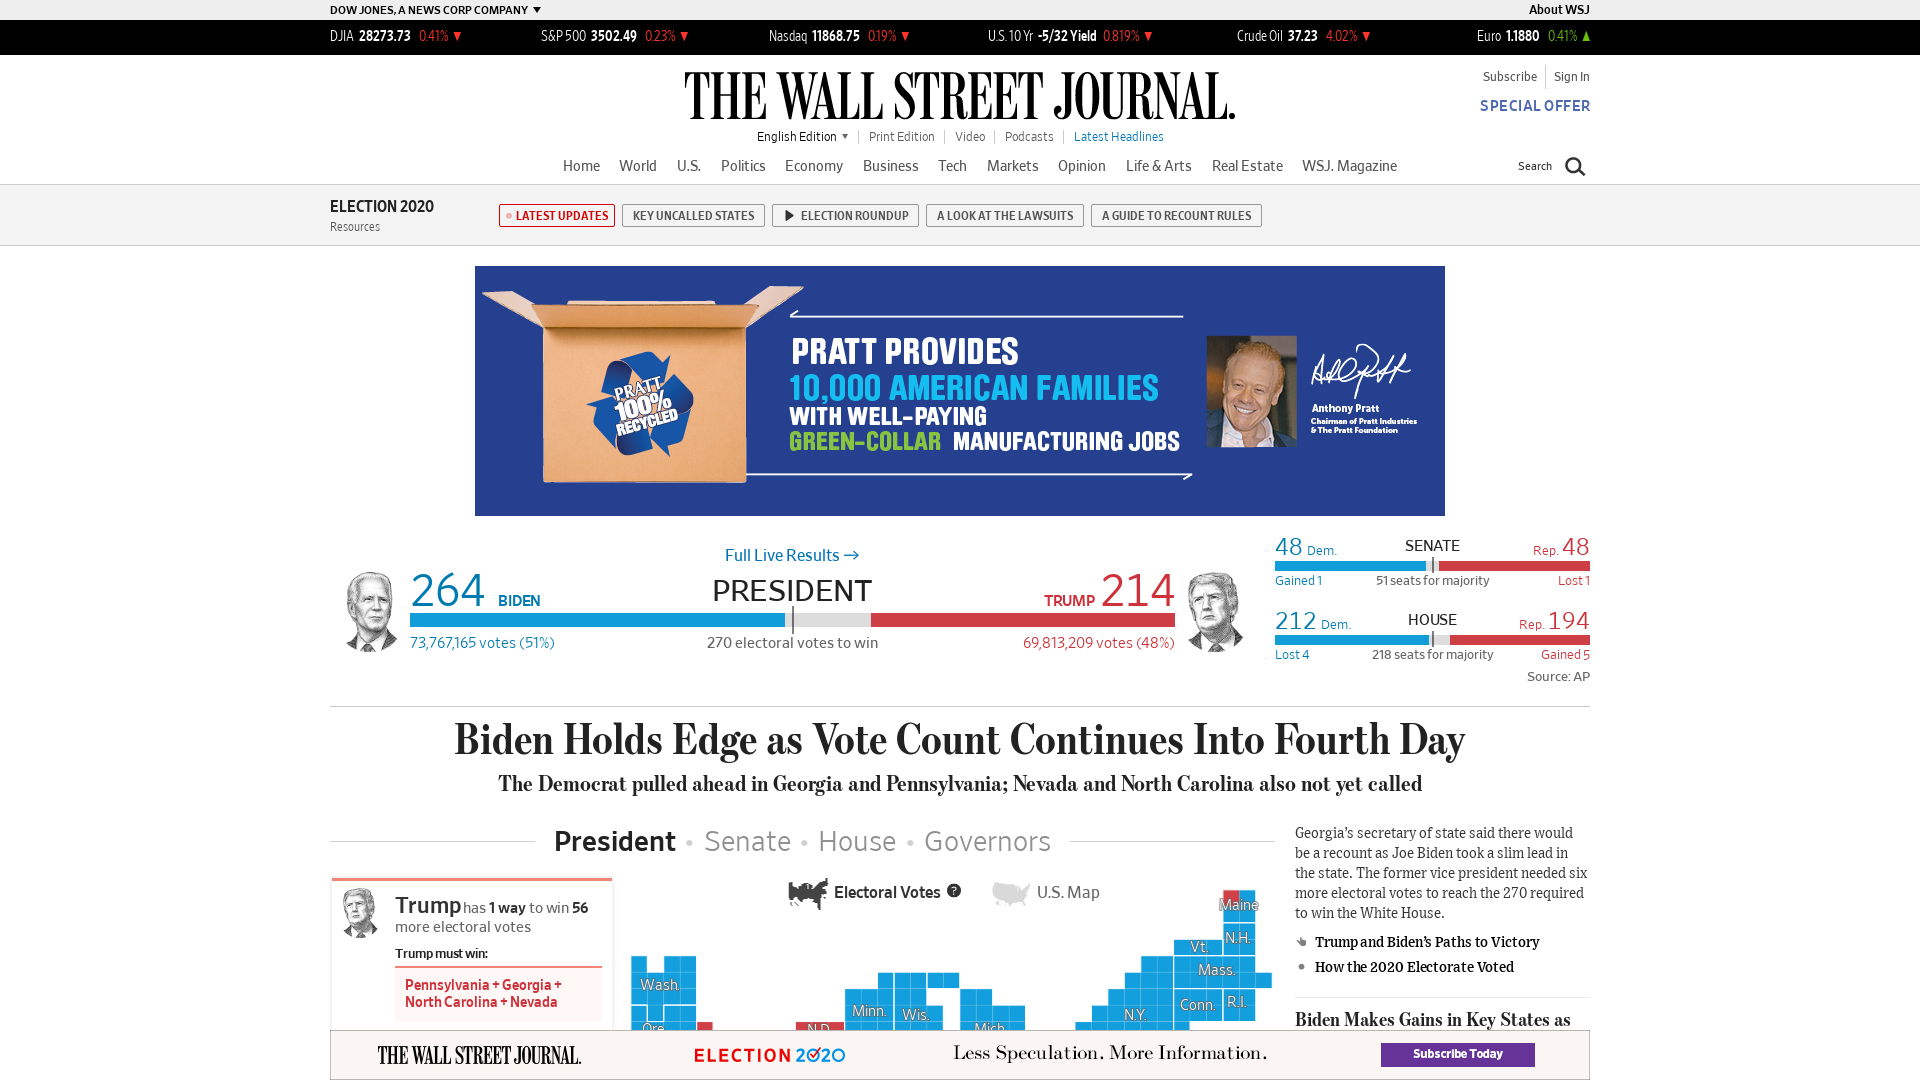 DOW JONES, A NEWS CORP COMPANY
About WSJ
DJIA 28273.73 0.41%
S&P 500 3502.49 0.23%
Nasdaq 11868.75 0.19%
U.S. 10 Yr -5/32 Yield 0.819%
Crude Oil 37.23 4.02%
Euro 1.1880 0.41%
THE WALL STREET JOURNAL.
Subscribe
Sign In
SPECIAL OFFER
English Edition
Print Edition
Video
Podcasts
Latest Headlines
Home
World
U.S.
Politics
Economy
Business
Tech
Markets
Opinion
Life & Arts
Real Estate
WSJ. Magazine
Search
ELECTION 2020
Resources
LATEST UPDATES
KEY UNCALLED STATES
ELECTION ROUNDUP
A LOOK AT THE LAWSUITS
A GUIDE TO RECOUNT RULES
PRATT
100%
RECYCLED
PRATT PROVIDES
10,000 AMERICAN FAMILIES
WITH WELL-PAYING
GREEN-COLLAR MANUFACTURING JOBS
Anthony Pratt
Chairman of Pratt Industries
& The Pratt Foundation
Full Live Results →
264 BIDEN
PRESIDENT
TRUMP 214
73,767,165 votes (51%)
270 electoral votes to win
69,813,209 votes (48%)
48 Dem.
SENATE
Rep. 48
Gained 1
51 seats for majority
Lost 1
212 Dem.
HOUSE
Rep. 194
Lost 4
218 seats for majority
Gained 5
Source: AP
Biden Holds Edge as Vote Count Continues Into Fourth Day
The Democrat pulled ahead in Georgia and Pennsylvania; Nevada and North Carolina also not yet called
President • Senate • House • Governors
Trump has 1 way to win 56
more electoral votes
Trump must win:
Pennsylvania + Georgia +
North Carolina + Nevada
Electoral Votes ?
U.S. Map
Maine
N.H.
Vt.
Mass.
Wash.
Conn.
R.I.
Minn.
Wis.
N.Y.
Ore.
N.D.
Mich.
Georgia's secretary of state said there would
be a recount as Joe Biden took a slim lead in
the state. The former vice president needed six
more electoral votes to reach the 270 required
to win the White House.
Trump and Biden's Paths to Victory
How the 2020 Electorate Voted
Biden Makes Gains in Key States as
THE WALL STREET JOURNAL.
ELECTION 2020
Less Speculation. More Information.
Subscribe Today